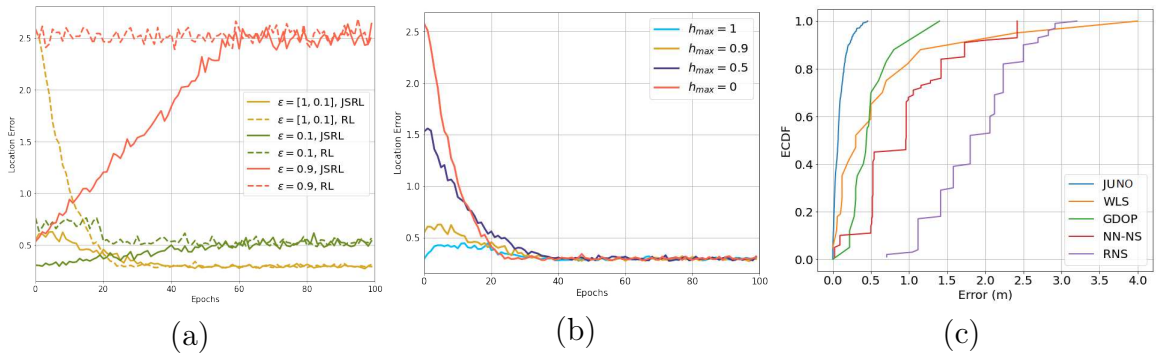 2.5
2.0
1.5
1.0
0.5
Location Error
ε = [1, 0.1], JSRL
ε = [1, 0.1], RL
ε = 0.1, JSRL
ε = 0.1, RL
ε = 0.9, JSRL
ε = 0.9, RL
0 20 40 60 80 100
Epochs
(a)
2.5
2.0
1.5
1.0
0.5
Location Error
h_max = 1
h_max = 0.9
h_max = 0.5
h_max = 0
0 20 40 60 80 100
Epochs
(b)
1.0
0.8
0.6
0.4
0.2
0.0
ECDF
JUNO
WLS
GDOP
NN-NS
RNS
0.0 0.5 1.0 1.5 2.0 2.5 3.0 3.5 4.0
Error (m)
(c)